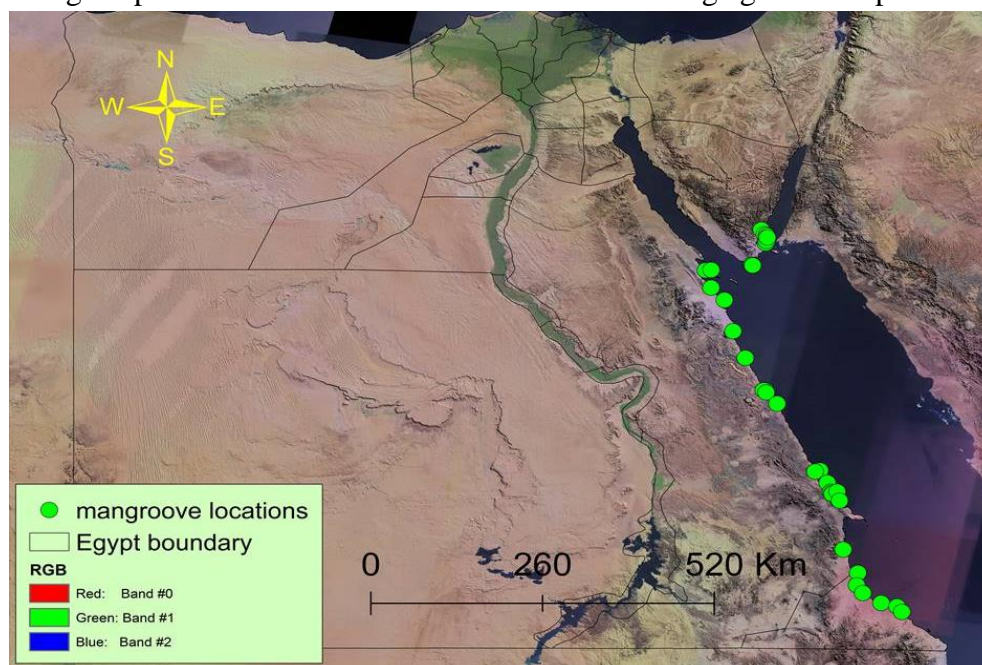 N
W E
S
mangroove locations
Egypt boundary
RGB
Red: Band #0
Green: Band #1
Blue: Band #2
0 260 520 Km